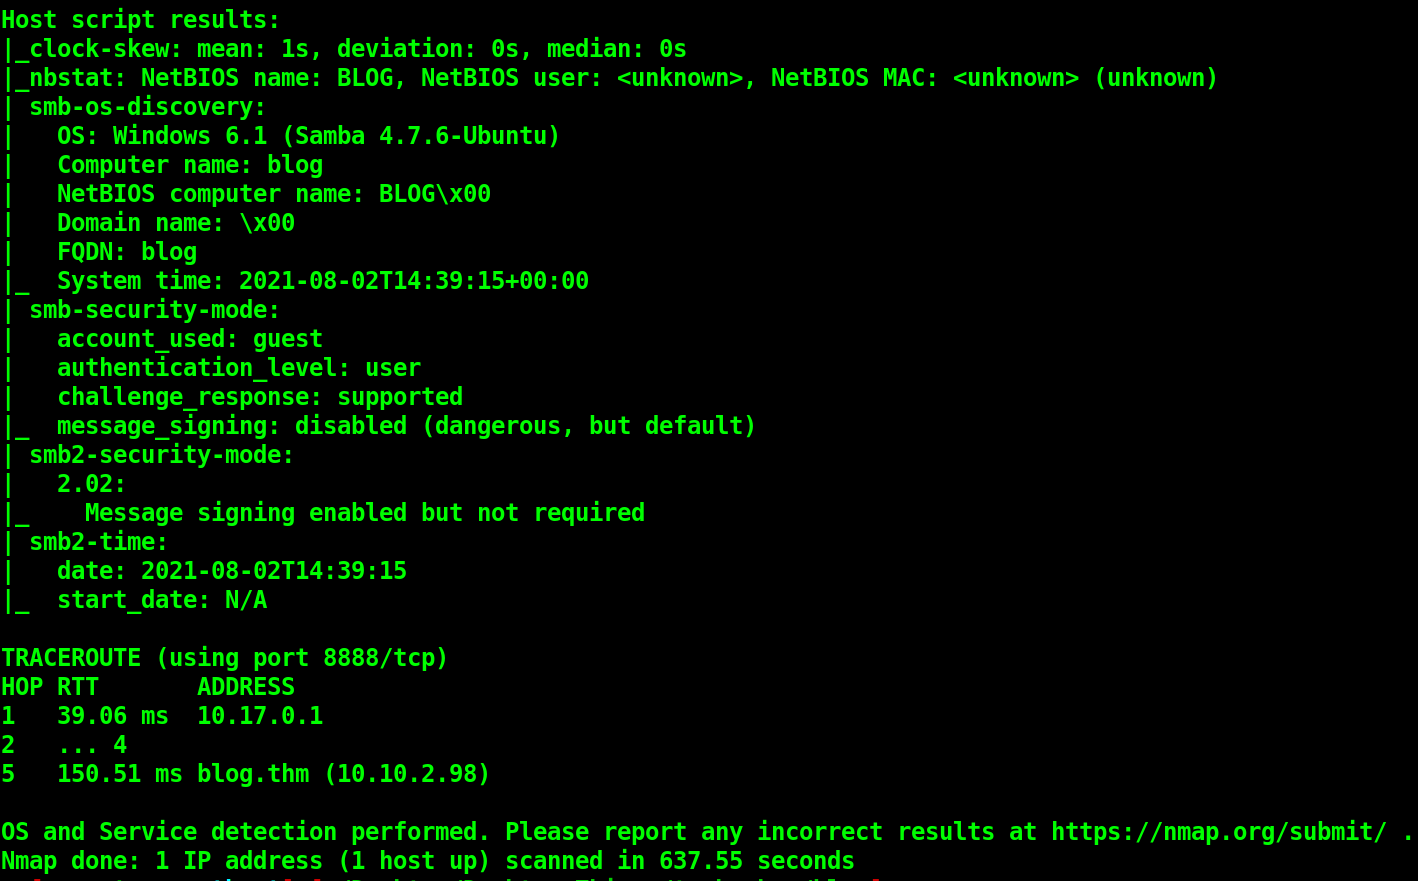 Host script results:
|_clock-skew: mean: 1s, deviation: 0s, median: 0s
|_nbstat: NetBIOS name: BLOG, NetBIOS user: <unknown>, NetBIOS MAC: <unknown> (unknown)
| smb-os-discovery:
|   OS: Windows 6.1 (Samba 4.7.6-Ubuntu)
|   Computer name: blog
|   NetBIOS computer name: BLOG\x00
|   Domain name: \x00
|   FQDN: blog
|_  System time: 2021-08-02T14:39:15+00:00
| smb-security-mode:
|   account_used: guest
|   authentication_level: user
|   challenge_response: supported
|_  message_signing: disabled (dangerous, but default)
| smb2-security-mode:
|   2.02:
|_    Message signing enabled but not required
| smb2-time:
|   date: 2021-08-02T14:39:15
|_  start_date: N/A
TRACEROUTE (using port 8888/tcp)
HOP RTT       ADDRESS
1   39.06 ms  10.17.0.1
2   ... 4
5   150.51 ms blog.thm (10.10.2.98)
OS and Service detection performed. Please report any incorrect results at https://nmap.org/submit/ .
Nmap done: 1 IP address (1 host up) scanned in 637.55 seconds